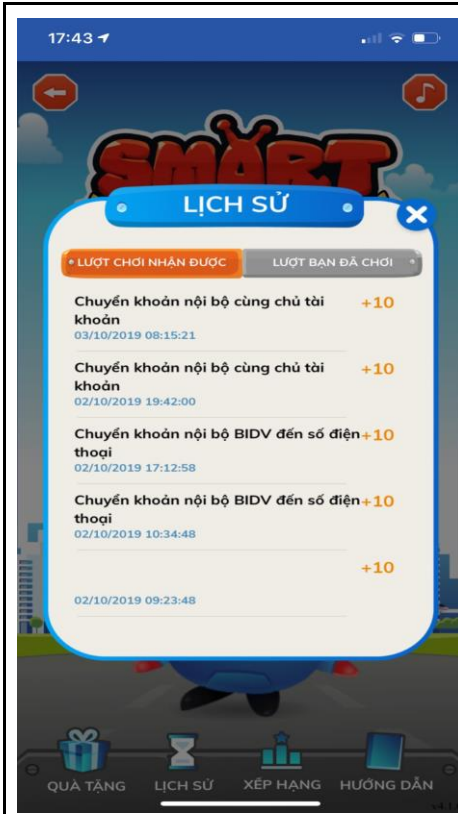 17:43
SMART
LỊCH SỬ
LƯỢT CHƠI NHẬN ĐƯỢC
LƯỢT BẠN ĐÃ CHƠI
Chuyển khoản nội bộ cùng chủ tài
+10
khoản
03/10/2019 08:15:21
Chuyển khoản nội bộ cùng chủ tài
+10
khoản
02/10/2019 19:42:00
Chuyển khoản nội bộ BIDV đến số điện+10
thoại
02/10/2019 17:12:58
Chuyển khoản nội bộ BIDV đến số điện+10
thoại
02/10/2019 10:34:48
+10
02/10/2019 09:23:48
QUÀ TẶNG
LỊCH SỬ
XẾP HẠNG
HƯỚNG DẪN